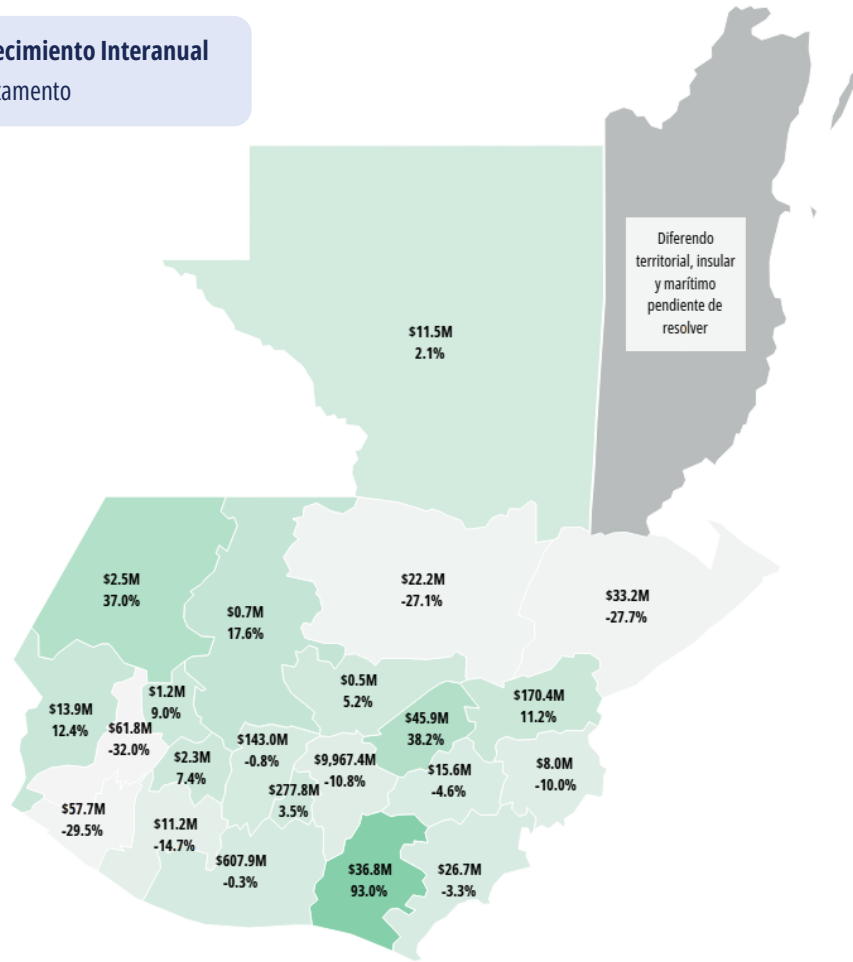 ecimiento Interanual
tamento
Diferendo
territorial, insular
y marítimo
pendiente de
resolver
$11.5M
2.1%
$2.5M
37.0%
$0.7M
17.6%
$22.2M
-27.1%
$33.2M
-27.7%
$13.9M
12.4%
$61.8M
-32.0%
$1.2M
9.0%
$0.5M
5.2%
$45.9M
38.2%
$170.4M
11.2%
$2.3M
7.4%
$143.0M
-0.8%
$9,967.4M
-10.8%
$15.6M
-4.6%
$8.0M
-10.0%
$277.8M
3.5%
$57.7M
-29.5%
$11.2M
-14.7%
$607.9M
-0.3%
$36.8M
93.0%
$26.7M
-3.3%